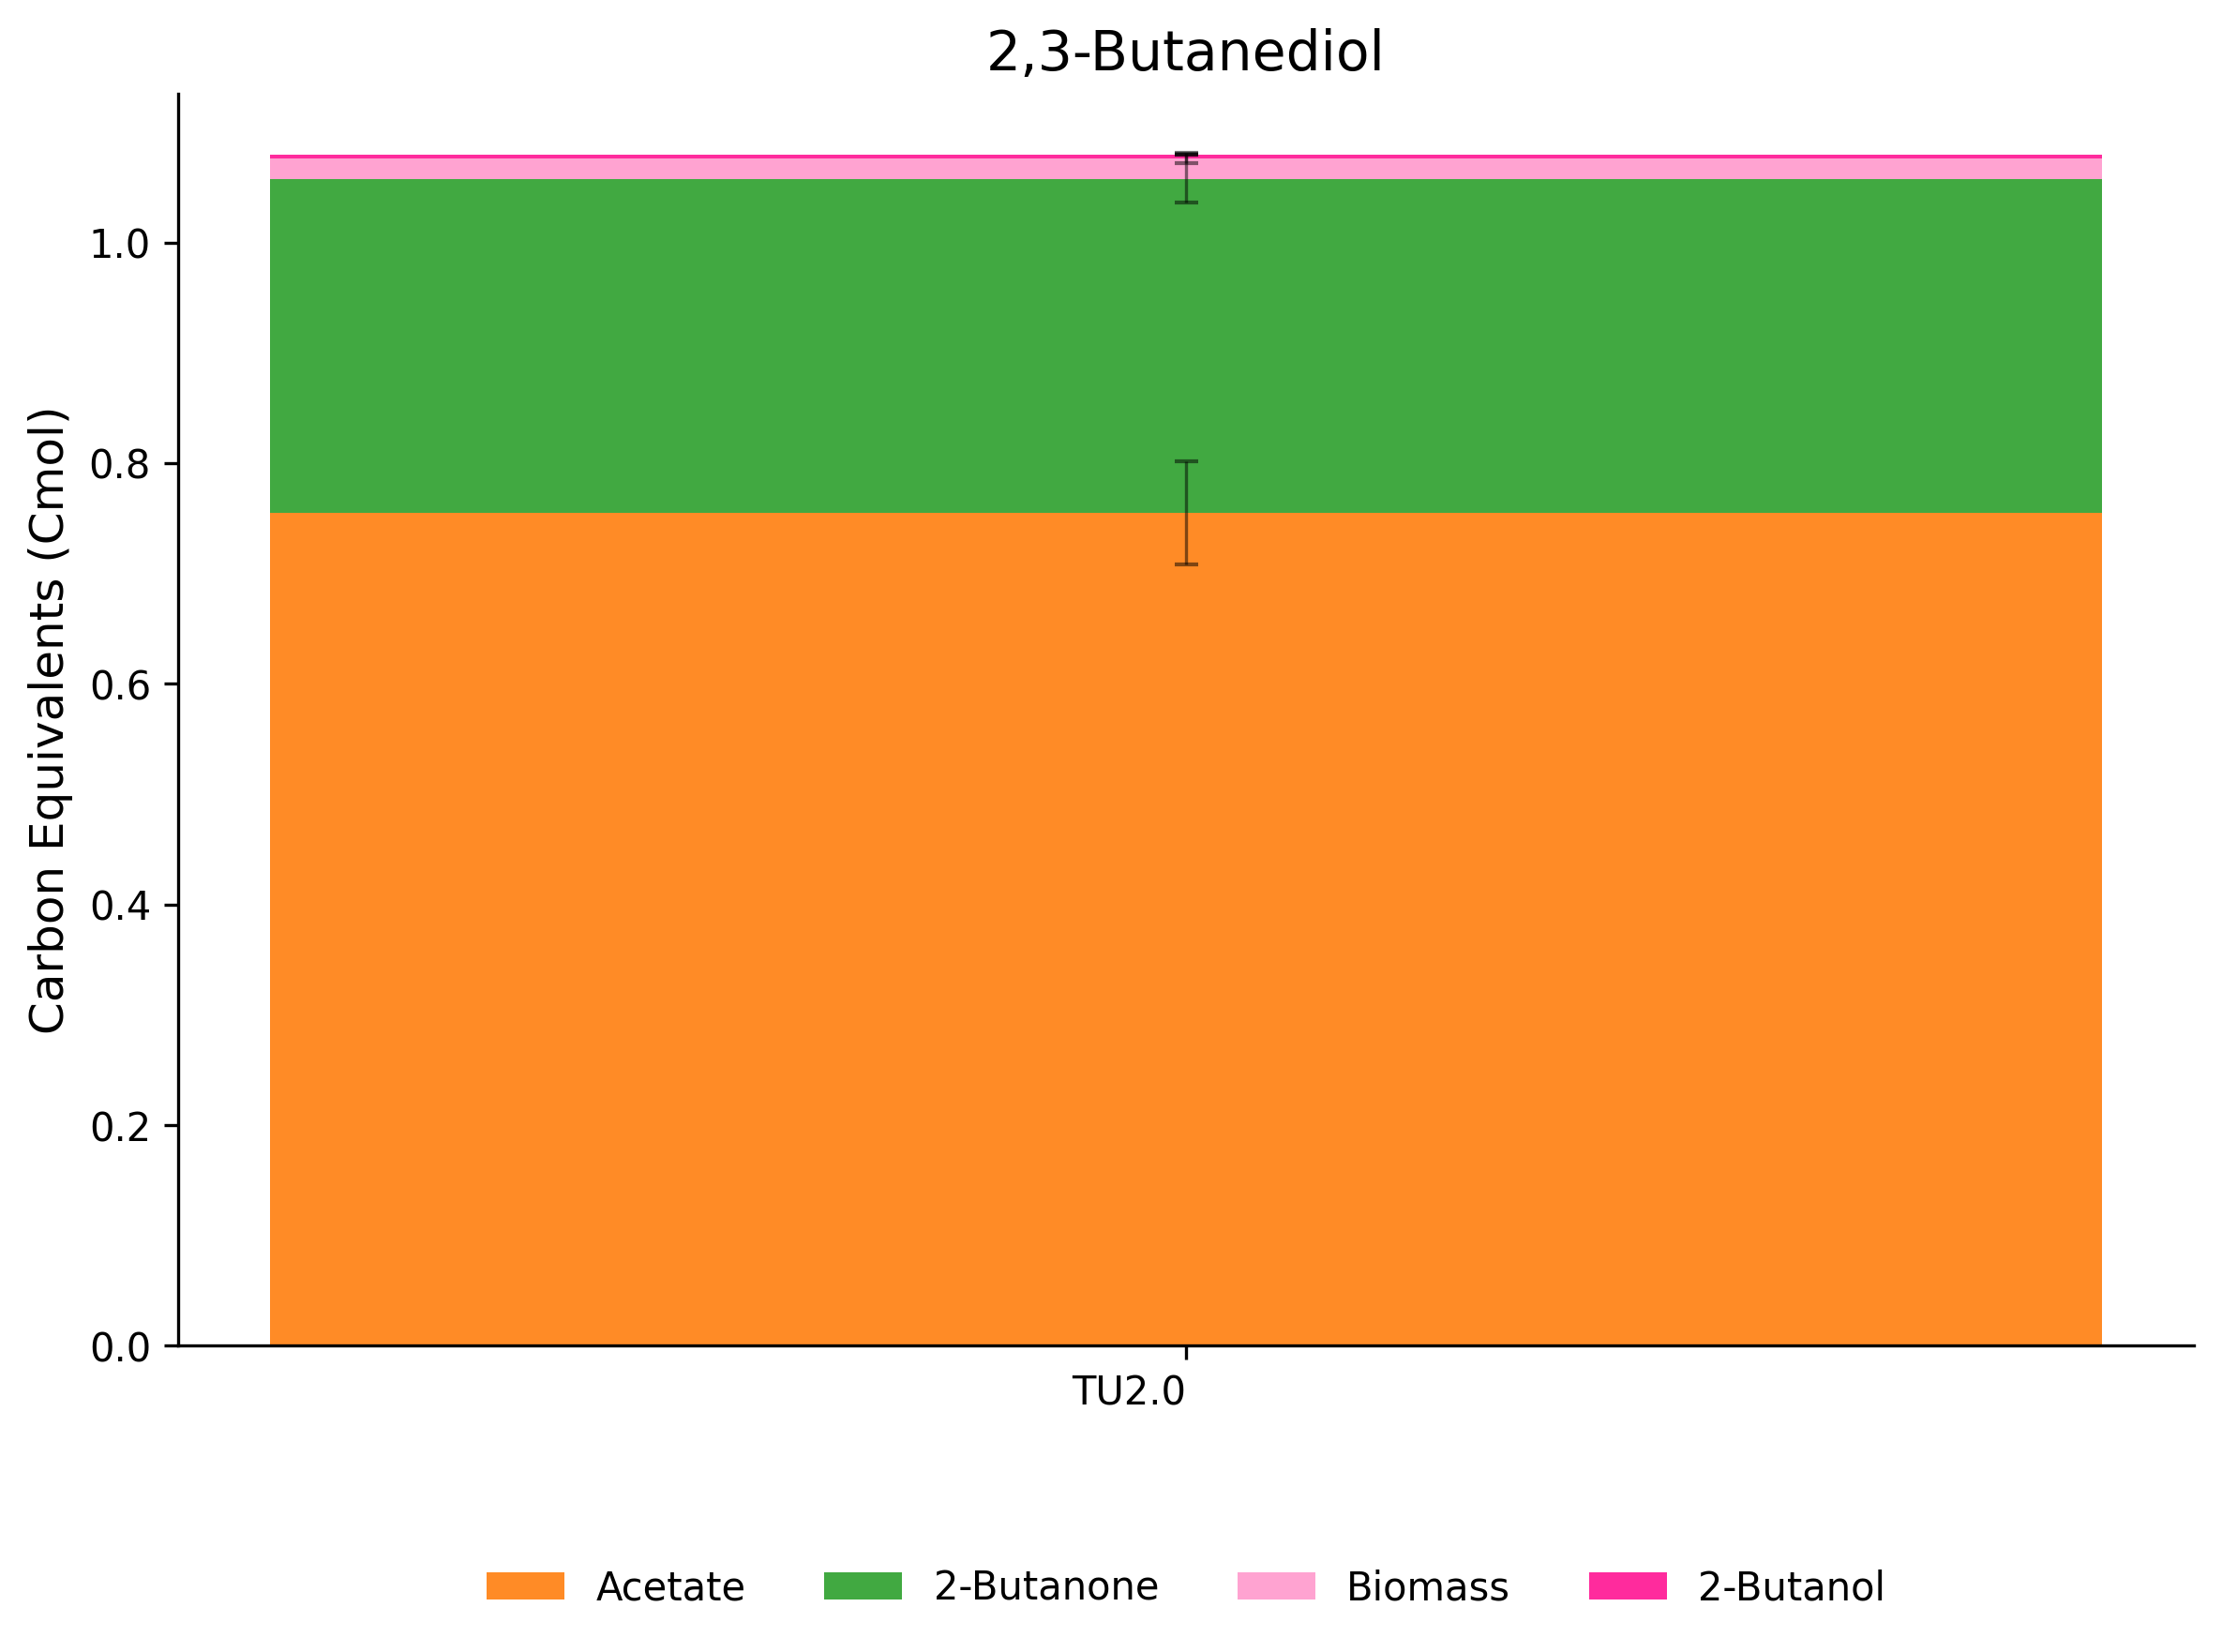 2,3-Butanediol
Carbon Equivalents (Cmol)
1.0
0.8
0.6
0.4
0.2
0.0
TU2.0
Acetate 2-Butanone Biomass 2-Butanol